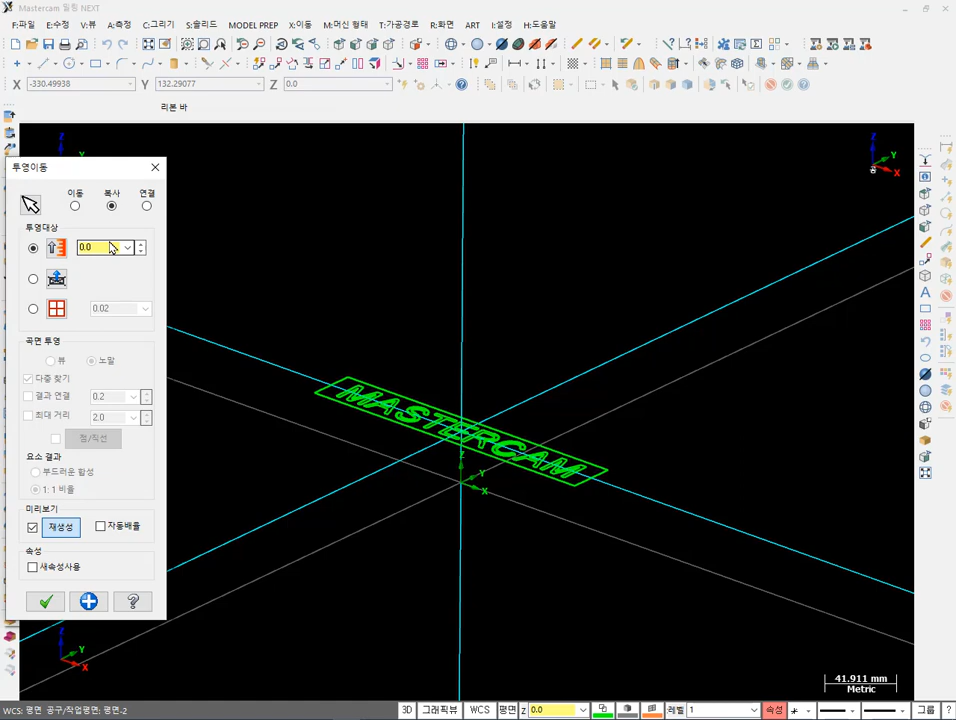 Mastercam 밀링 NEXT
F:파일 E:수정 V:뷰 A:측정 C:그리기 S:솔리드 MODEL PREP X:이동 M:머신 형태 T:가공경로 R:화면 ART I:설정 H:도움말
X -330.49938 Y 132.29077 Z 0.0
리본 바
투영이동
이동 복사 연결
투영대상
0.0
0.02
곡면 투영
뷰 노말
다중 찾기
결과 연결 0.2
최대 거리 2.0
점/직선
요소 결과
부드러운 합성
1:1 비율
미리보기
재생성 자동배율
속성
새속성사용
MASTERCAM
Z
Y
X
Z
Y
X
Z
Y
Z
Y
X
41.911 mm
Metric
WCS: 평면 공구/작업평면: 평면-2 3D 그래픽뷰 WCS 평면 Z 0.0 레벨 1 속성 그룹 ?